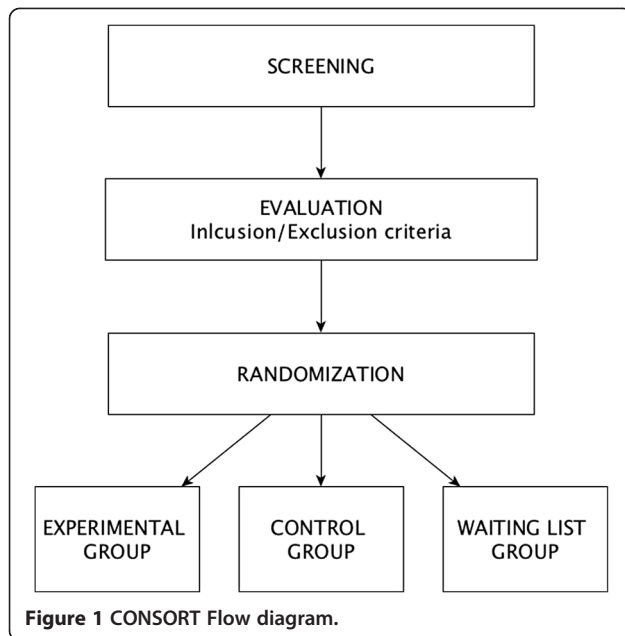 SCREENING
EVALUATION
Inlcusion/Exclusion criteria
RANDOMIZATION
EXPERIMENTAL
GROUP
CONTROL
GROUP
WAITING LIST
GROUP
Figure 1 CONSORT Flow diagram.